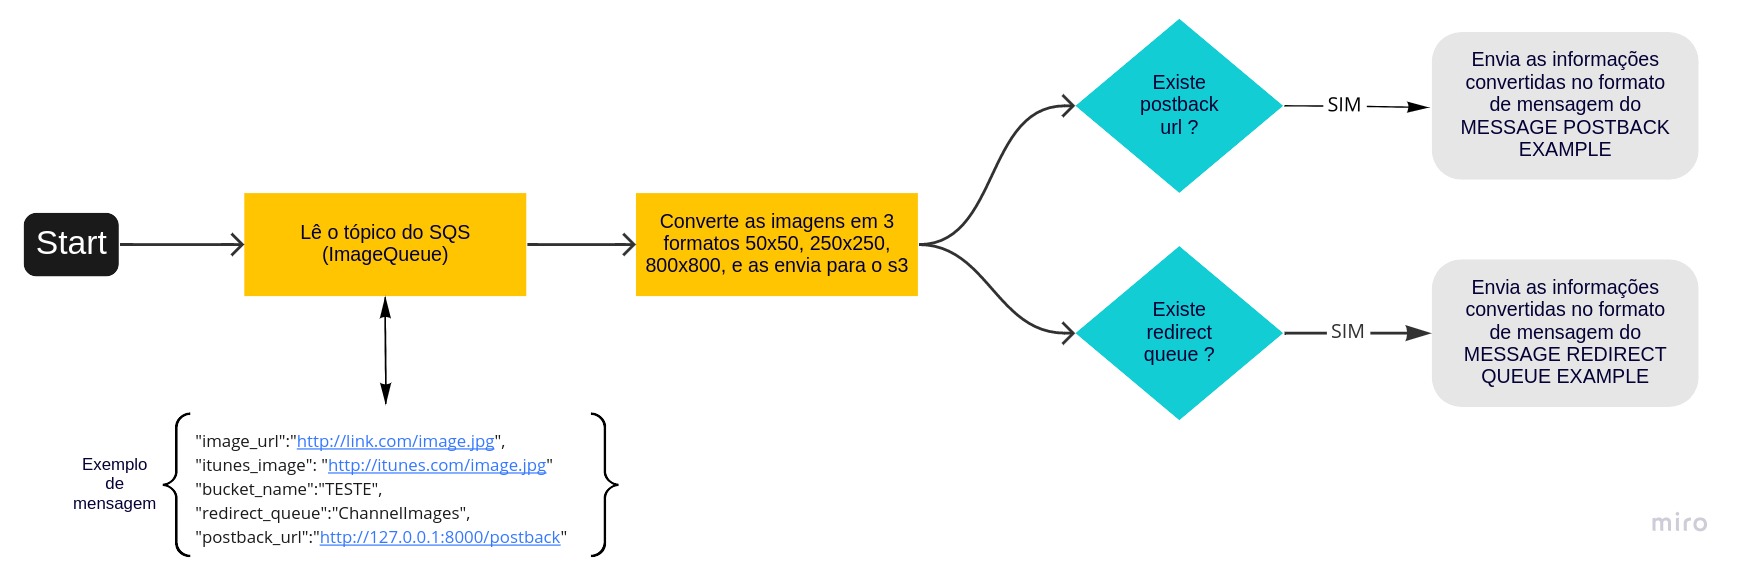 Start
Lê o tópico do SQS
(ImageQueue)
Converte as imagens em 3
formatos 50x50, 250x250,
800x800, e as envia para o s3
Existe
postback
url ?
SIM
Envia as informações
convertidas no formato
de mensagem do
MESSAGE POSTBACK
EXAMPLE
Existe
redirect
queue ?
SIM
Envia as informações
convertidas no formato
de mensagem do
MESSAGE REDIRECT
QUEUE EXAMPLE
Exemplo
de
mensagem
{
"image_url":"http://link.com/image.jpg",
"itunes_image": "http://itunes.com/image.jpg"
"bucket_name":"TESTE",
"redirect_queue":"ChannelImages",
"postback_url":"http://127.0.0.1:8000/postback"
}
miro